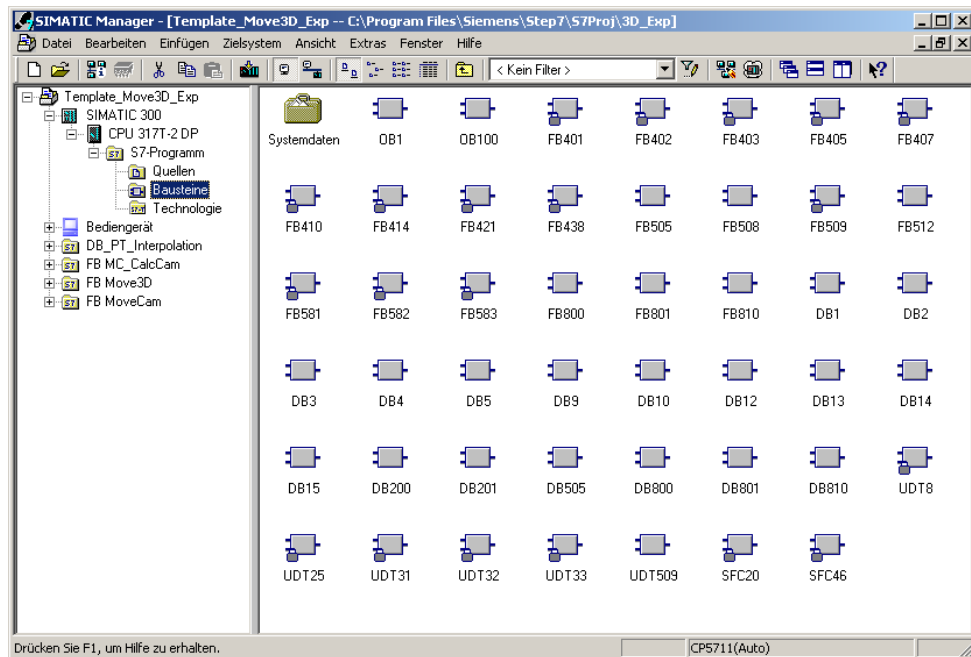 SIMATIC Manager - [Template_Move3D_Exp -- C:\Program Files\Siemens\Step7\S7Proj\3D_Exp]
Datei Bearbeiten Einfügen Zielsystem Ansicht Extras Fenster Hilfe
< Kein Filter >
Template_Move3D_Exp
SIMATIC 300
CPU 317T-2 DP
S7-Programm
Quellen
Bausteine
Technologie
Bediengerät
DB_PT_Interpolation
FB MC_CalcCam
FB Move3D
FB MoveCam
Systemdaten OB1 OB100 FB401 FB402 FB403 FB405 FB407
FB410 FB414 FB421 FB438 FB505 FB508 FB509 FB512
FB581 FB582 FB583 FB800 FB801 FB810 DB1 DB2
DB3 DB4 DB5 DB9 DB10 DB12 DB13 DB14
DB15 DB200 DB201 DB505 DB800 DB801 DB810 UDT8
UDT25 UDT31 UDT32 UDT33 UDT509 SFC20 SFC46
Drücken Sie F1, um Hilfe zu erhalten. CP5711(Auto)